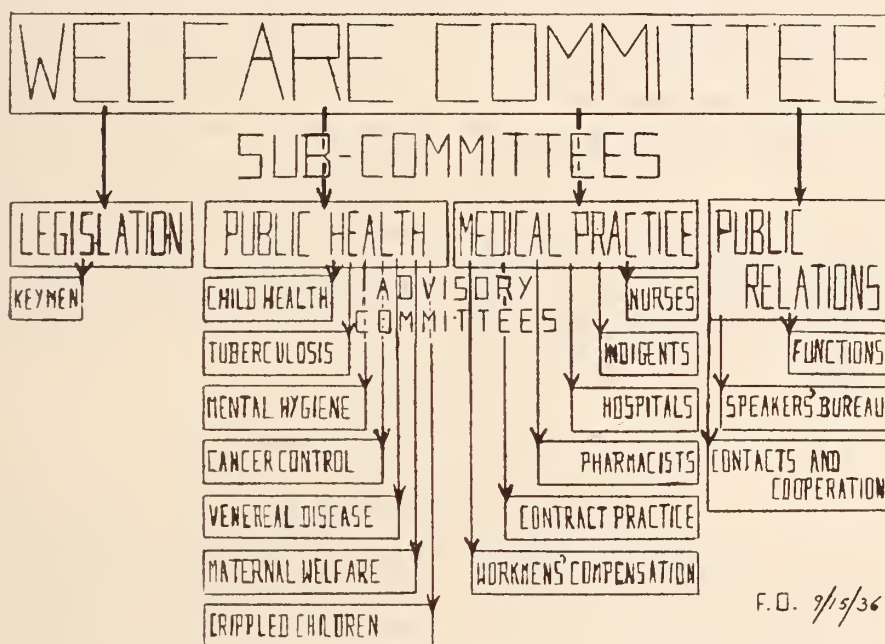 WELFARE COMMITTEE
SUB-COMMITTEES
LEGISLATION
KEYMEN
PUBLIC HEALTH
ADVISORY
COMMITTEES
CHILD HEALTH
TUBERCULOSIS
MENTAL HYGIENE
CANCER CONTROL
VENEREAL DISEASE
MATERNAL WELFARE
CRIPPLED CHILDREN
MEDICAL PRACTICE
NURSES
INDIGENTS
HOSPITALS
PHARMACISTS
CONTRACT PRACTICE
WORKMENS' COMPENSATION
PUBLIC
RELATIONS
FUNCTIONS
SPEAKERS' BUREAU
CONTACTS AND
COOPERATION
F.O. 9/15/36